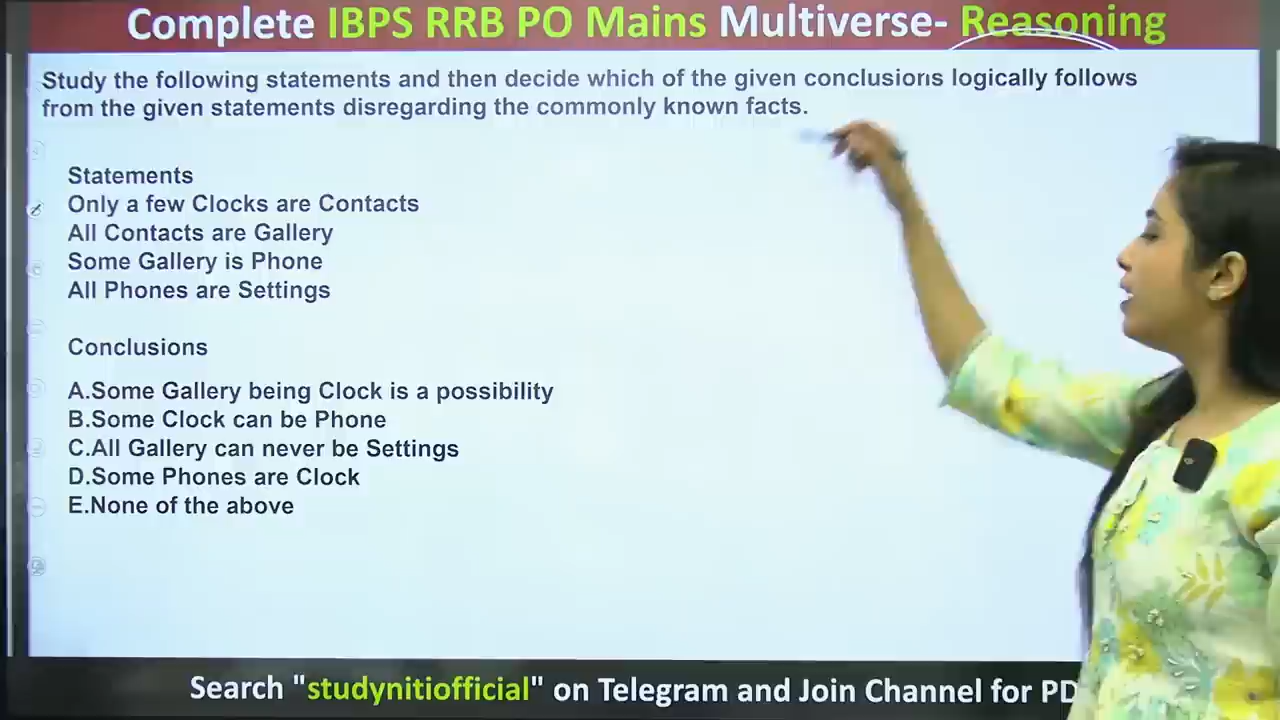 Complete IBPS RRB PO Mains Multiverse- Reasoning
Study the following statements and then decide which of the given conclusions logically follows
from the given statements disregarding the commonly known facts.
Statements
Only a few Clocks are Contacts
All Contacts are Gallery
Some Gallery is Phone
All Phones are Settings
Conclusions
A.Some Gallery being Clock is a possibility
B.Some Clock can be Phone
C.All Gallery can never be Settings
D.Some Phones are Clock
E.None of the above
Search "studynitiofficial" on Telegram and Join Channel for PD